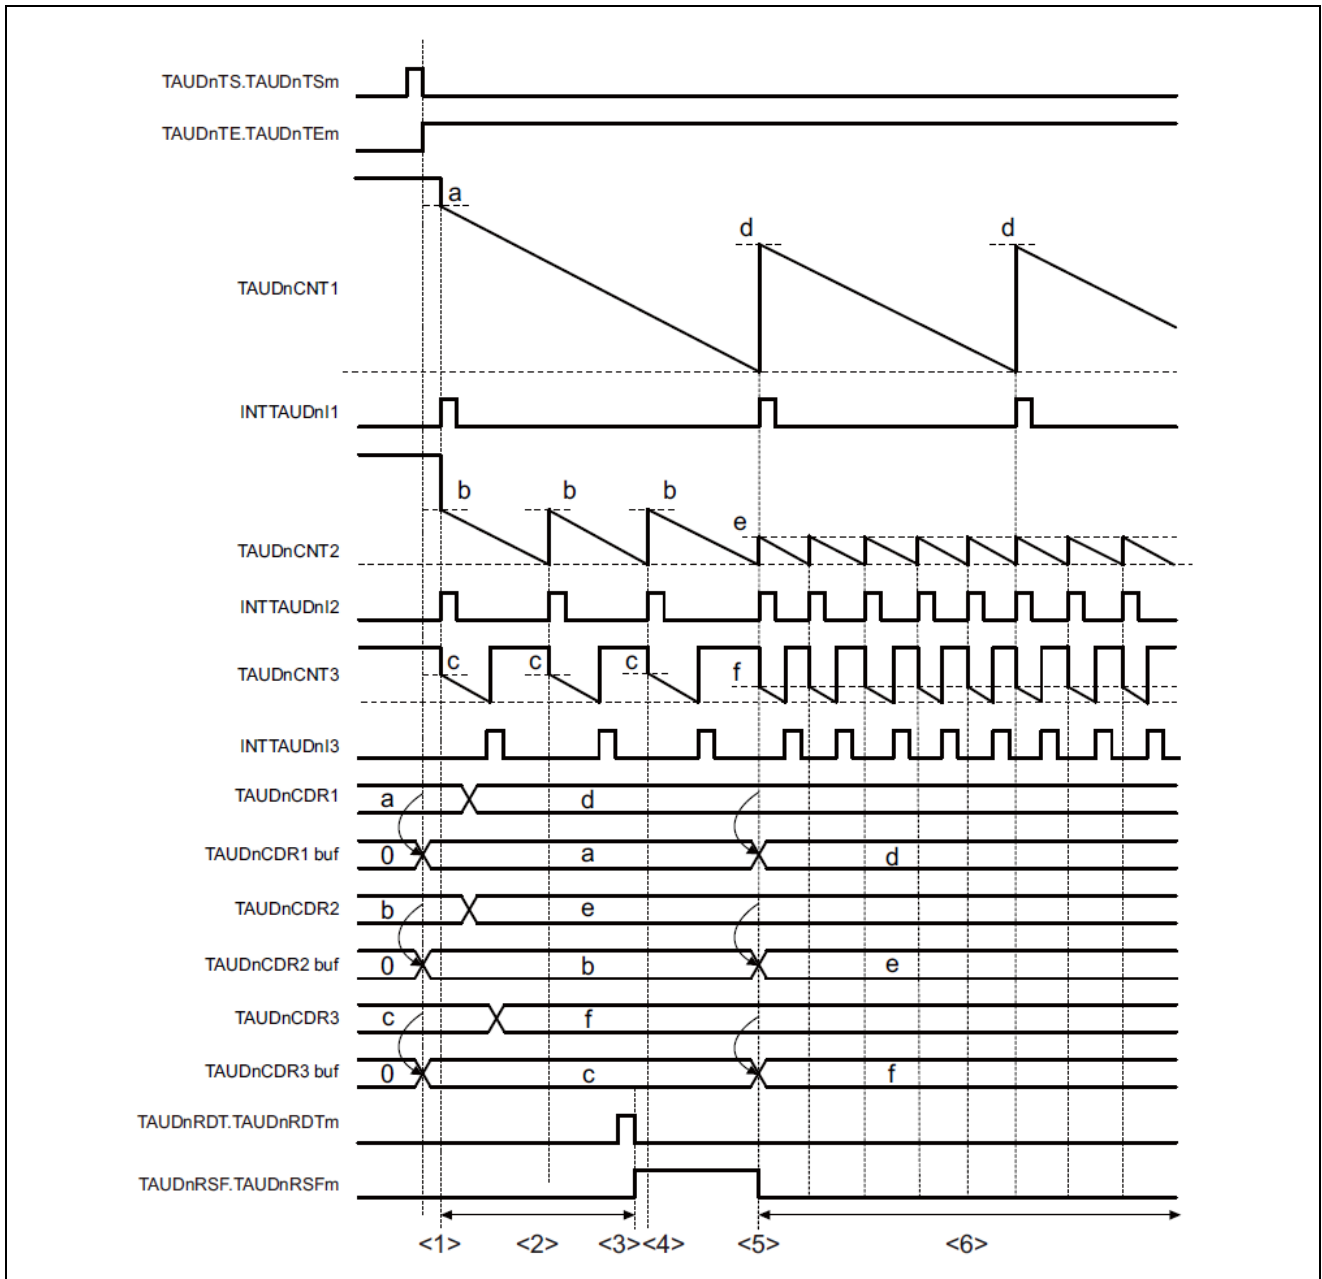 TAUDnTS.TAUDnTSm
TAUDnTE.TAUDnTEm
a
d d
TAUDnCNT1
INTTAUDnI1
b b b
e
TAUDnCNT2
INTTAUDnI2
c c c
f
TAUDnCNT3
INTTAUDnI3
TAUDnCDR1 a d
TAUDnCDR1 buf 0 a d
TAUDnCDR2 b e
TAUDnCDR2 buf 0 b e
TAUDnCDR3 c f
TAUDnCDR3 buf 0 c f
TAUDnRDT.TAUDnRDTm
TAUDnRSF.TAUDnRSFm
<1> <2> <3> <4> <5> <6>